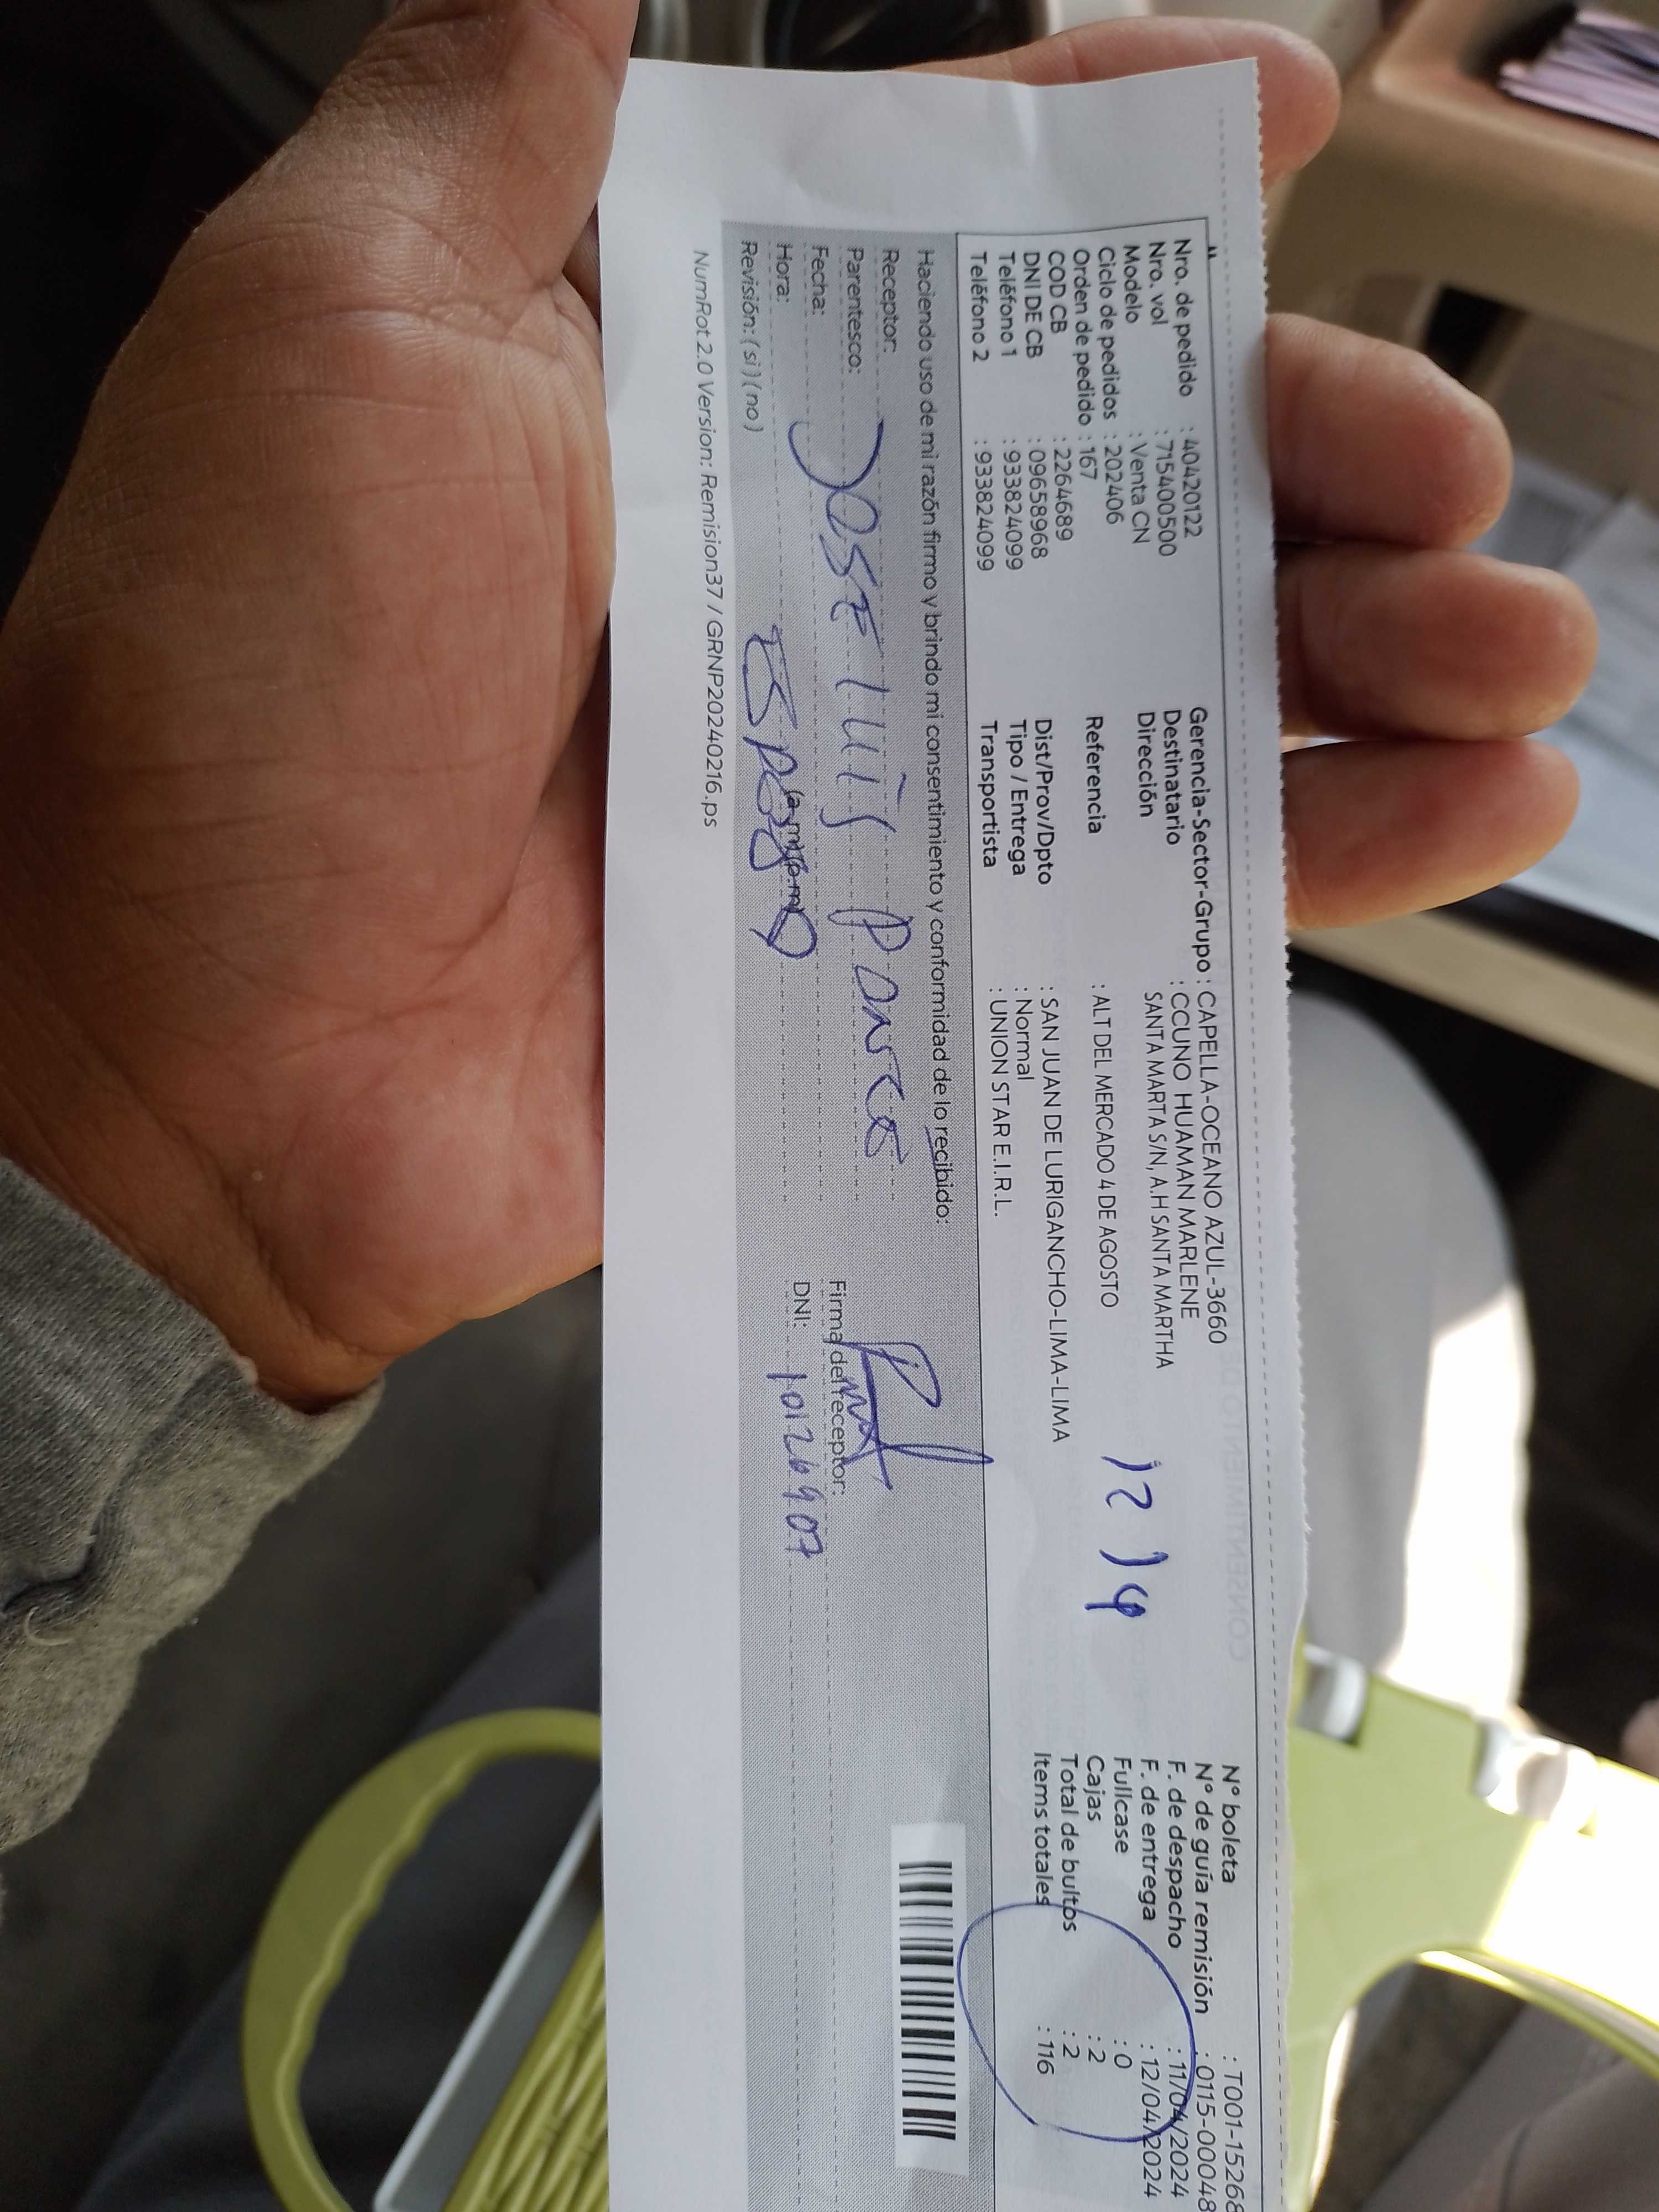 Nro. de pedido : 40420122
Nro. vol : 715400500
Modelo : Venta CN
Ciclo de pedidos : 202406
Orden de pedido : 167
COD CB : 2264689
DNI DE CB : 09658968
Teléfono 1 : 933824099
Teléfono 2 : 933824099
Gerencia-Sector-Grupo : CAPELLA-OCEANO AZUL-3660
Destinatario : CCUNO HUAMAN MARLENE
Dirección SANTA MARTA S/N, A.H SANTA MARTHA
Referencia : ALT DEL MERCADO 4 DE AGOSTO
Dist/Prov/Dpto : SAN JUAN DE LURIGANCHO-LIMA-LIMA
Tipo / Entrega : Normal
Transportista : UNION STAR E.I.R.L.
12 14
N° boleta : T001-15268
N° de guía remisión : 0115-00048
F. de despacho : 11/04/2024
F. de entrega : 12/04/2024
Fullcase : 0
Cajas : 2
Total de bultos : 2
Items totales : 116
Haciendo uso de mi razón firmo y brindo mi consentimiento y conformidad de lo recibido:
Receptor:
Parentesco: JOSE LUIS PONCE
Fecha:
Hora: (a.m)(p.m)
Revisión: (si) (no)
Firma del receptor:
DNI: 10126907
NumRot 2.0 Version: Remision37 / GRNP20240216.ps